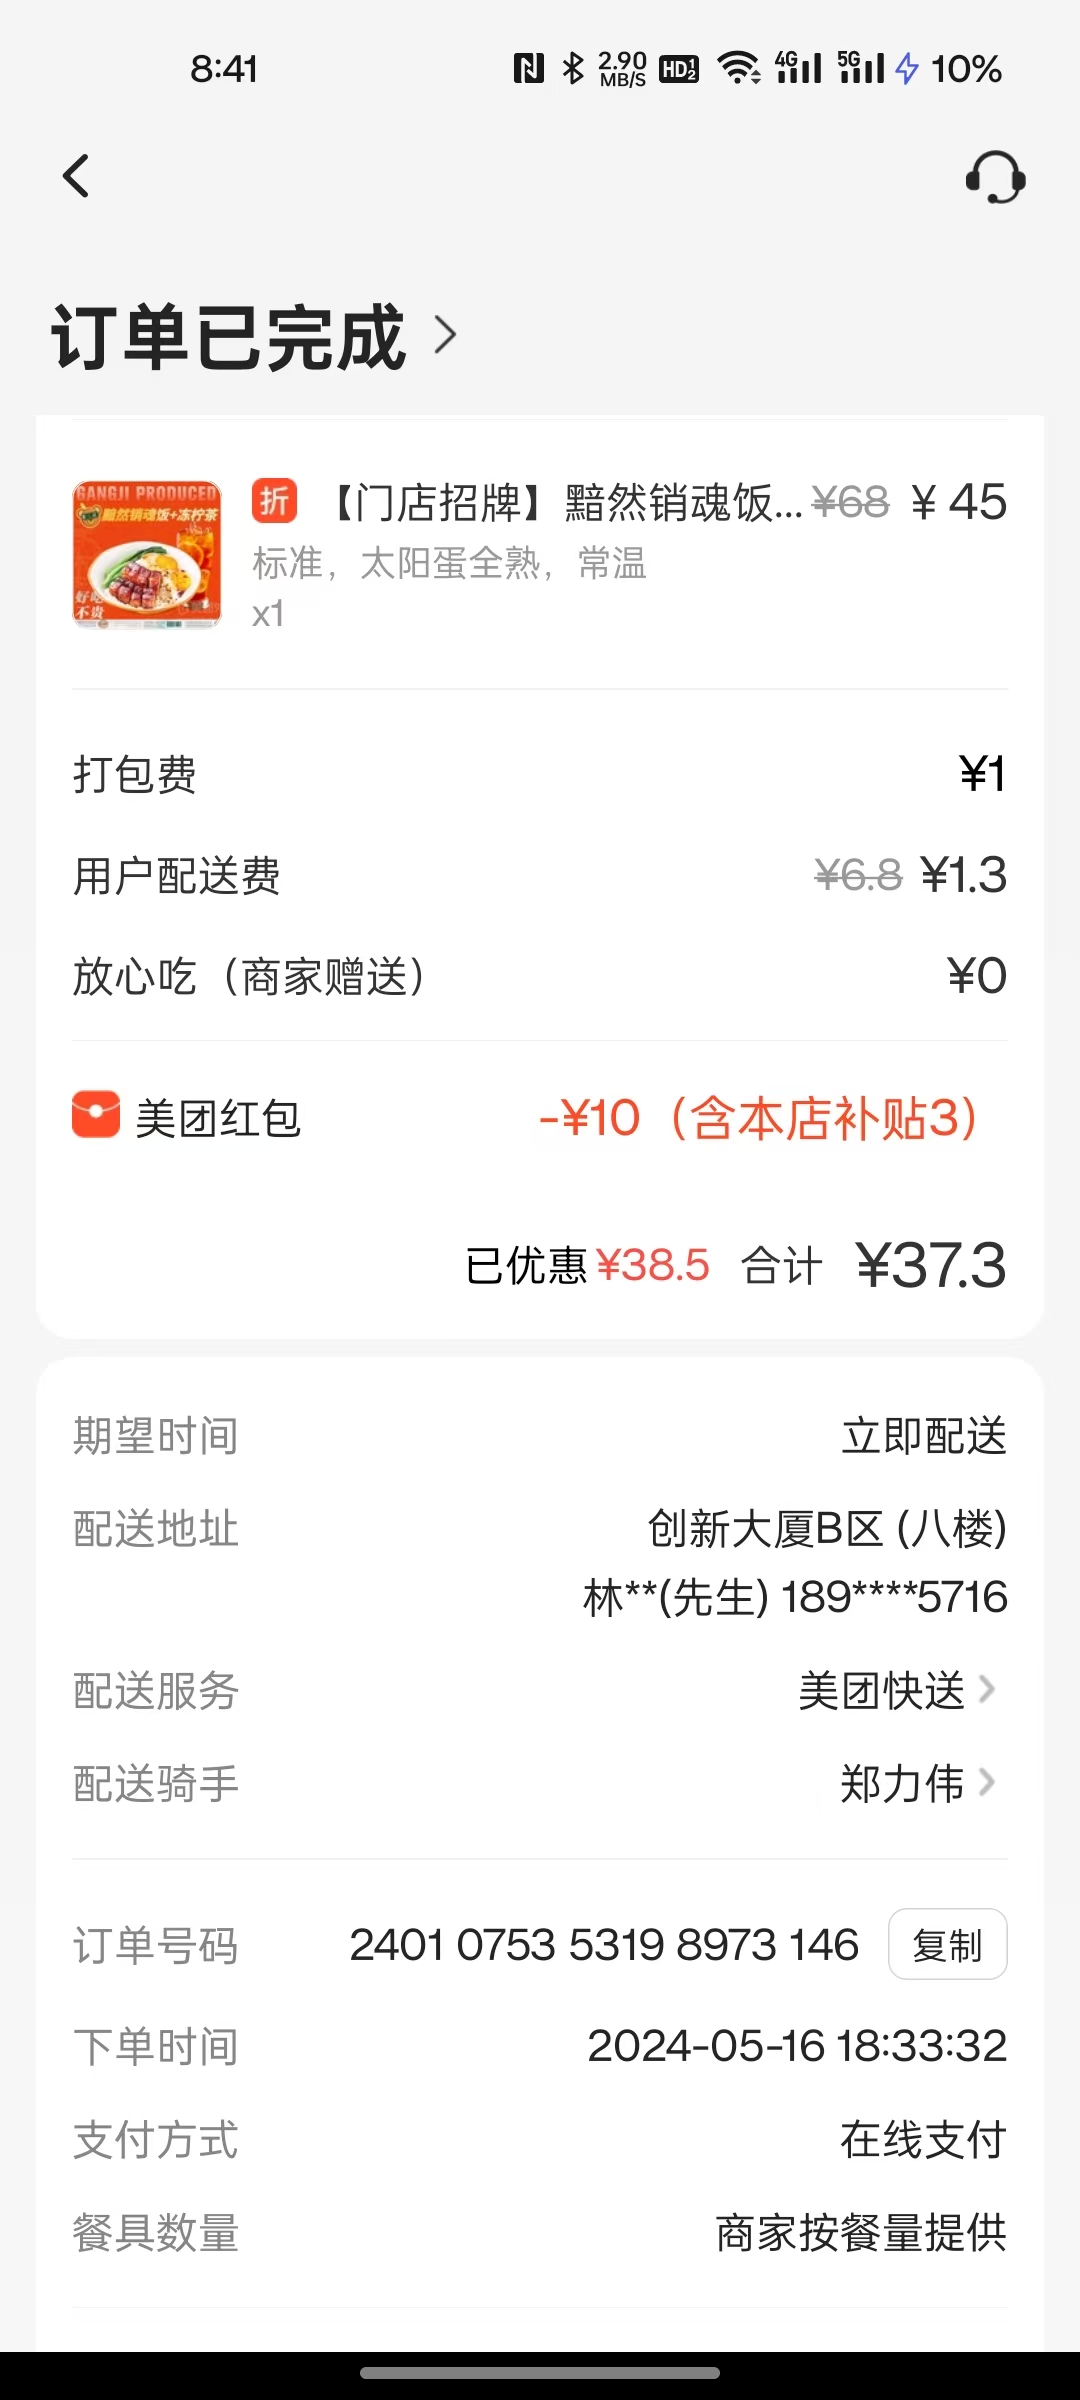 8:41
2.90 MB/S HD 1 2 4G 5G 10%
订单已完成
GANGJI PRODUCED
黯然销魂饭+冻柠茶
好吃不贵
折 【门店招牌】黯然销魂饭... ¥68 ¥ 45
标准，太阳蛋全熟，常温
x1
打包费 ¥1
用户配送费 ¥6.8 ¥1.3
放心吃（商家赠送） ¥0
美团红包 -¥10（含本店补贴3）
已优惠 ¥38.5 合计 ¥37.3
期望时间 立即配送
配送地址 创新大厦B区 (八楼)
林**(先生) 189****5716
配送服务 美团快送
配送骑手 郑力伟
订单号码 2401 0753 5319 8973 146 复制
下单时间 2024-05-16 18:33:32
支付方式 在线支付
餐具数量 商家按餐量提供